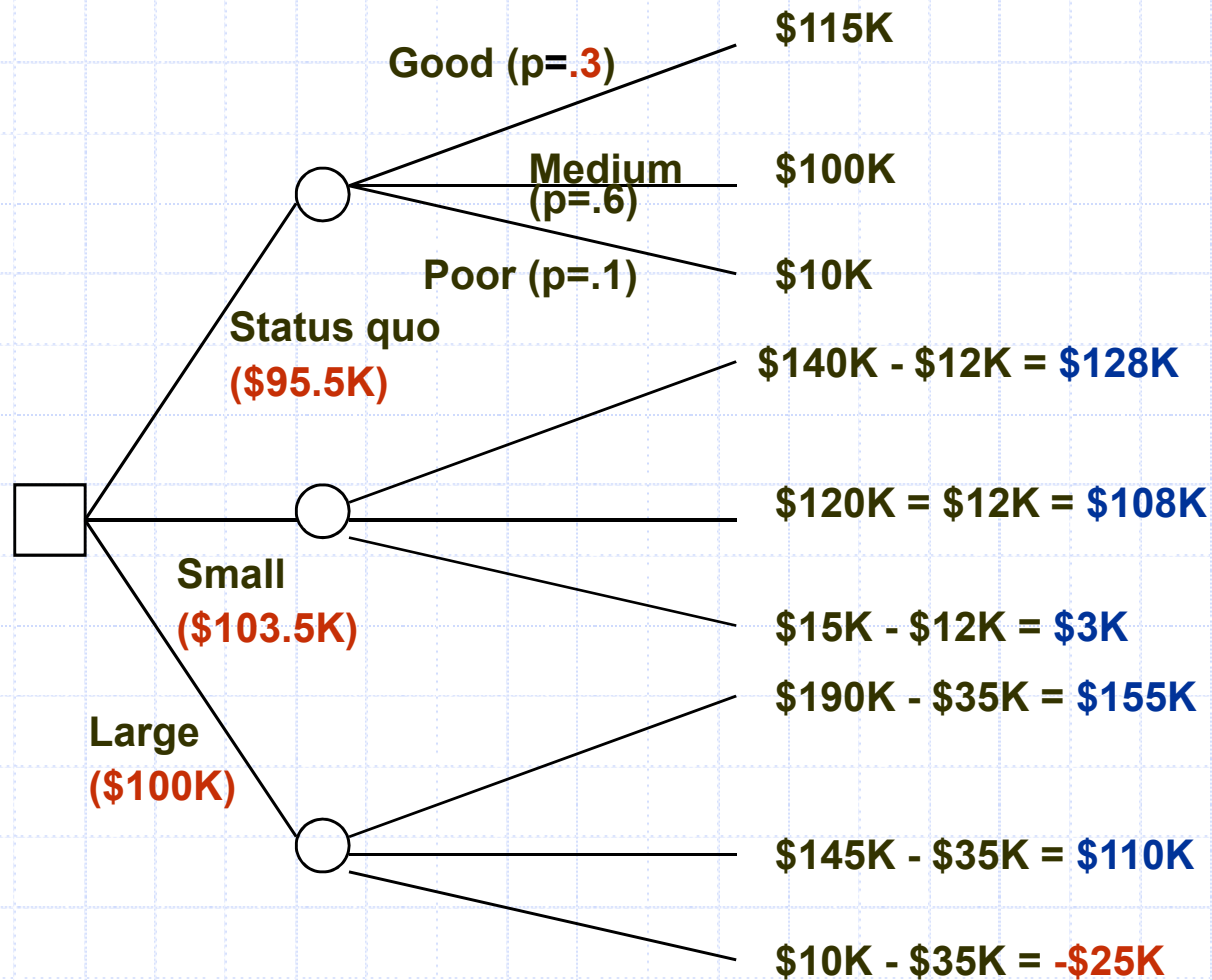 $115K
Good (p=.3)
Medium
(p=.6)
$100K
Poor (p=.1)
$10K
Status quo
($95.5K)
$140K - $12K = $128K
$120K = $12K = $108K
Small
($103.5K)
$15K - $12K = $3K
$190K - $35K = $155K
Large
($100K)
$145K - $35K = $110K
$10K - $35K = -$25K